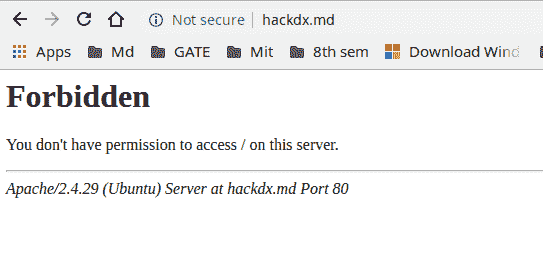 Not secure hackdx.md
Apps Md GATE Mit 8th sem Download Wind
Forbidden
You don't have permission to access / on this server.
Apache/2.4.29 (Ubuntu) Server at hackdx.md Port 80